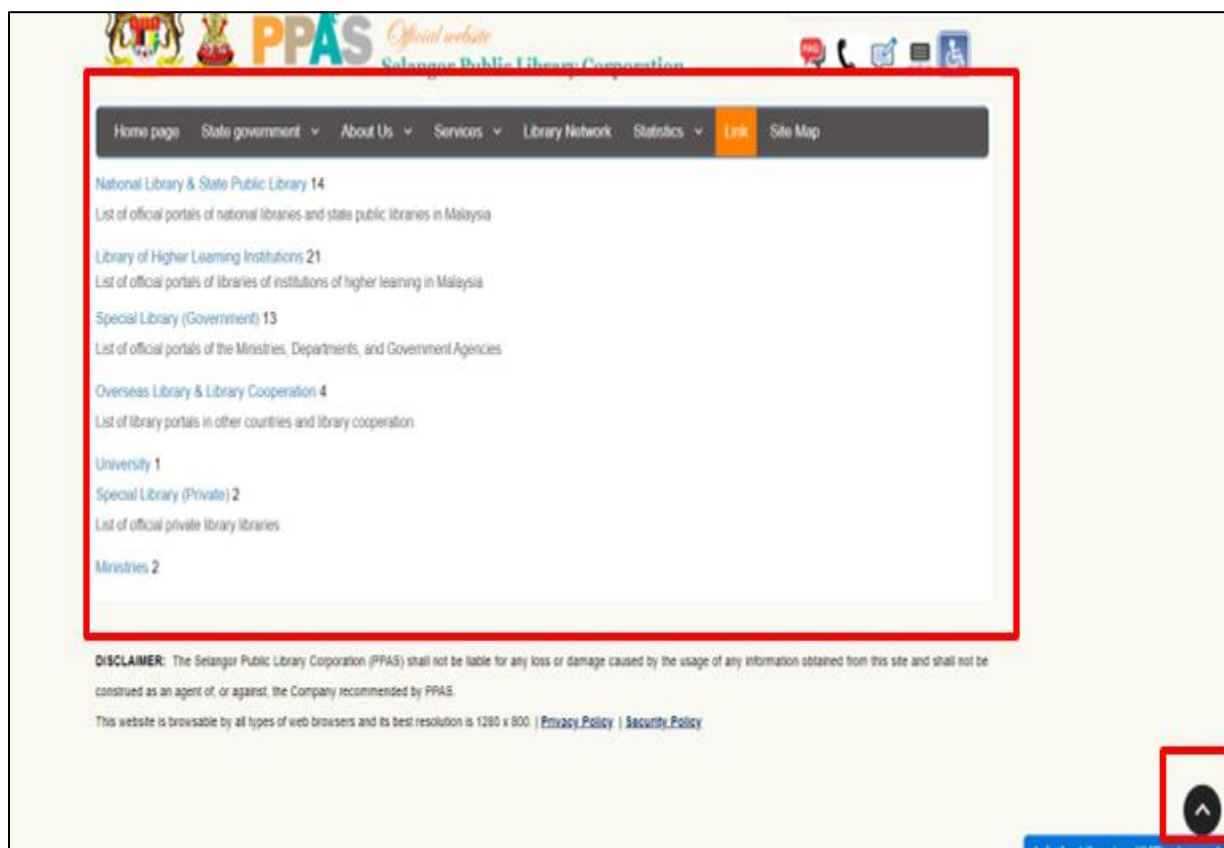 PPAS Official website
Selangor Public Library Corporation
FAQ
Home page State government About Us Services Library Network Statistics Link Site Map
National Library & State Public Library 14
List of official portals of national libraries and state public libraries in Malaysia
Library of Higher Learning Institutions 21
List of official portals of libraries of institutions of higher learning in Malaysia
Special Library (Government) 13
List of official portals of the Ministries, Departments, and Government Agencies
Overseas Library & Library Cooperation 4
List of library portals in other countries and library cooperation
University 1
Special Library (Private) 2
List of official private library libraries
Ministries 2
DISCLAIMER: The Selangor Public Library Corporation (PPAS) shall not be liable for any loss or damage caused by the usage of any information obtained from this site and shall not be
construed as an agent of, or against, the Company recommended by PPAS.
This website is browsable by all types of web browsers and its best resolution is 1280 x 800. | Privacy Policy | Security Policy